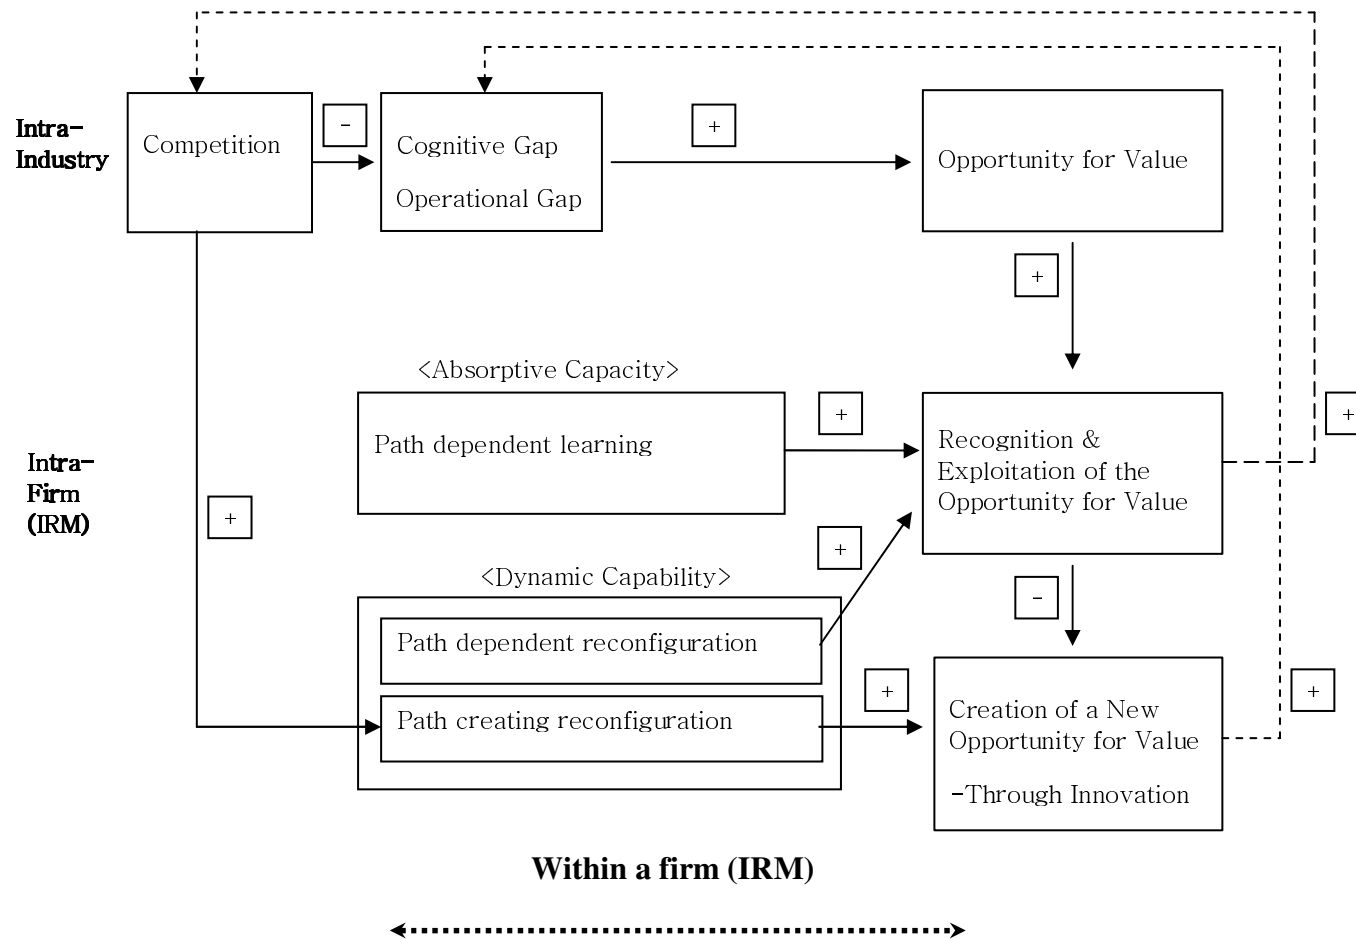 Intra-
Industry
Competition
-
Cognitive Gap
Operational Gap
+
Opportunity for Value
+
<Absorptive Capacity>
Path dependent learning
+
Recognition &
Exploitation of the
Opportunity for Value
+
Intra-
Firm
(IRM)
+
+
<Dynamic Capability>
Path dependent reconfiguration
-
Path creating reconfiguration
+
Creation of a New
Opportunity for Value
-Through Innovation
+
Within a firm (IRM)